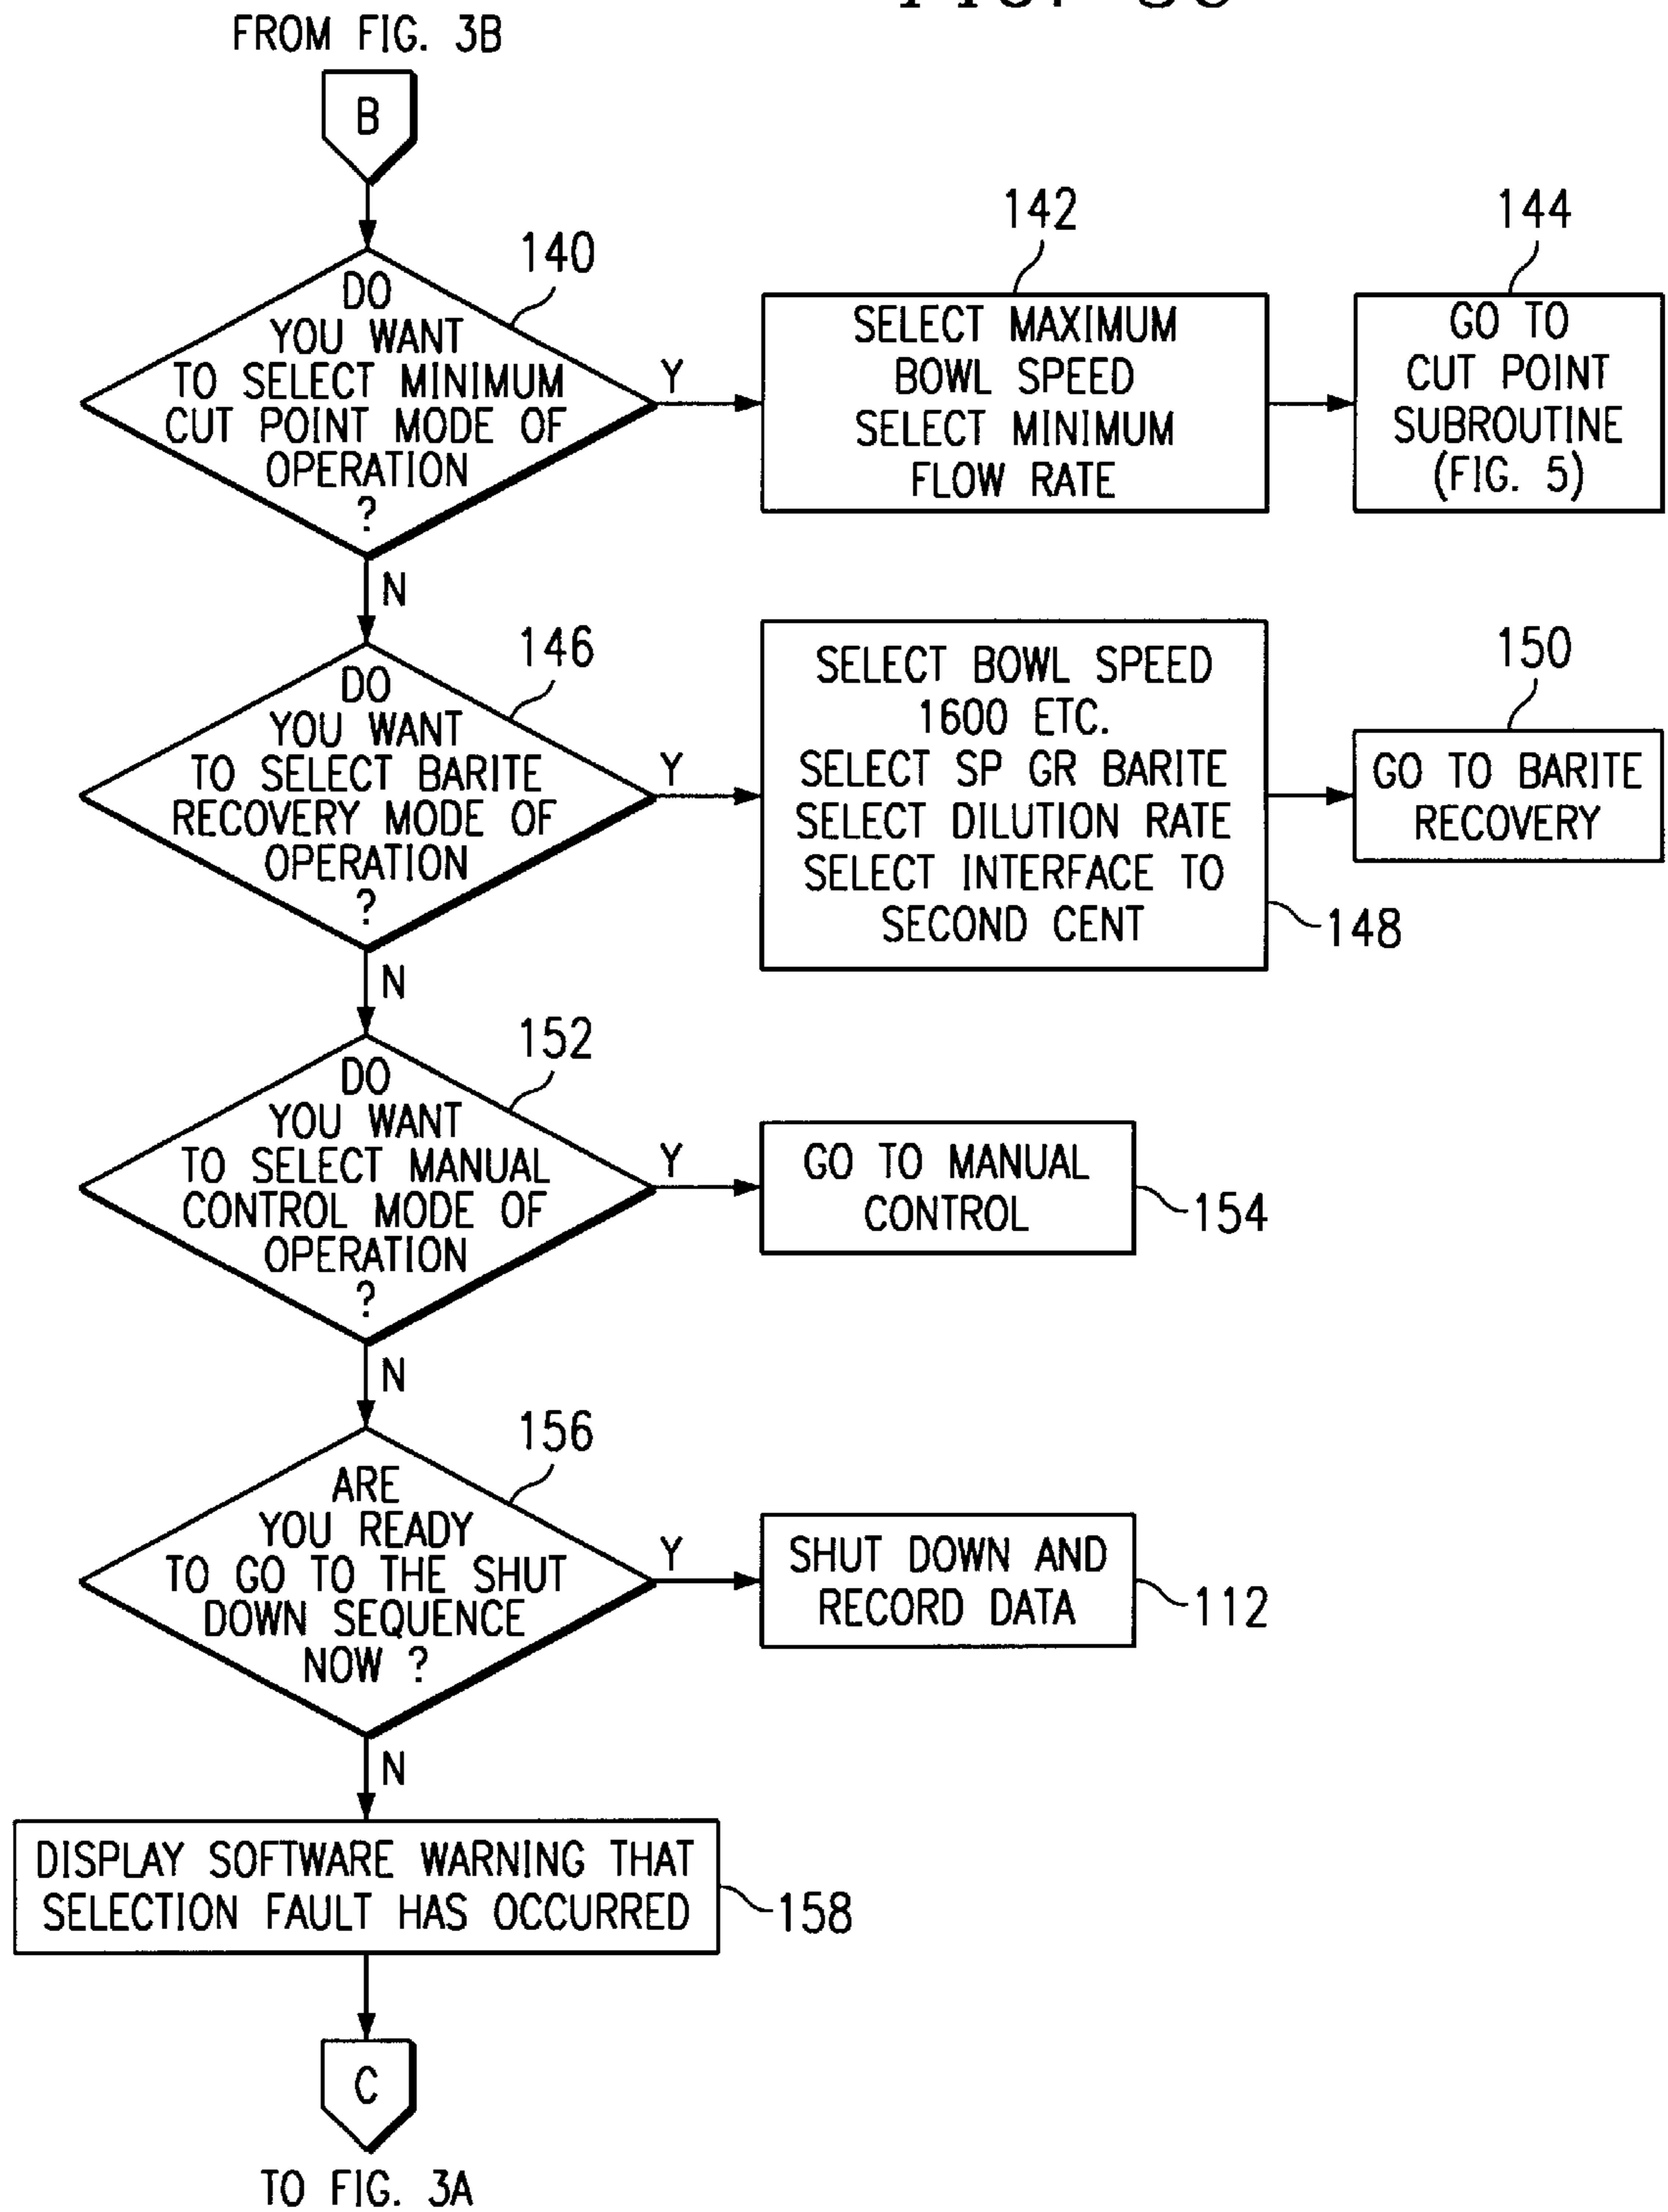 FROM FIG. 3B
B
140
DO
YOU WANT
TO SELECT MINIMUM
CUT POINT MODE OF
OPERATION
?
Y
142
SELECT MAXIMUM
BOWL SPEED
SELECT MINIMUM
FLOW RATE
144
GO TO
CUT POINT
SUBROUTINE
(FIG. 5)
N
146
DO
YOU WANT
TO SELECT BARITE
RECOVERY MODE OF
OPERATION
?
Y
SELECT BOWL SPEED
1600 ETC.
SELECT SP GR BARITE
SELECT DILUTION RATE
SELECT INTERFACE TO
SECOND CENT
148
150
GO TO BARITE
RECOVERY
N
152
DO
YOU WANT
TO SELECT MANUAL
CONTROL MODE OF
OPERATION
?
Y
GO TO MANUAL
CONTROL
154
N
156
ARE
YOU READY
TO GO TO THE SHUT
DOWN SEQUENCE
NOW ?
Y
SHUT DOWN AND
RECORD DATA
112
N
DISPLAY SOFTWARE WARNING THAT
SELECTION FAULT HAS OCCURRED
158
C
TO FIG. 3A